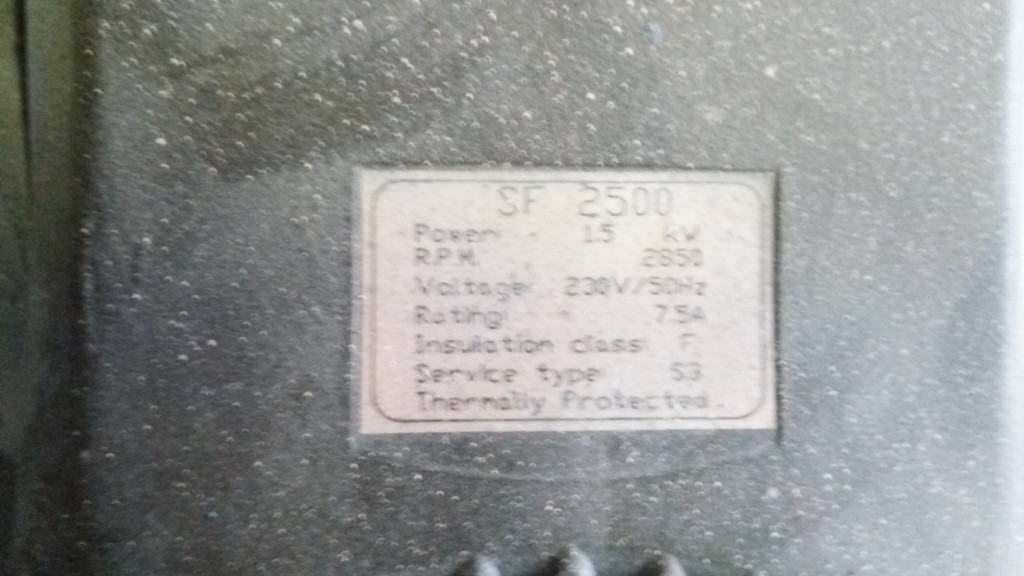 SF 2500
Power: 1.5 kW
R.P.M. 2850
Voltage: 230V/50Hz
Rating: 7.5A
Insulation class: F
Service type: S3
Thermally Protected.